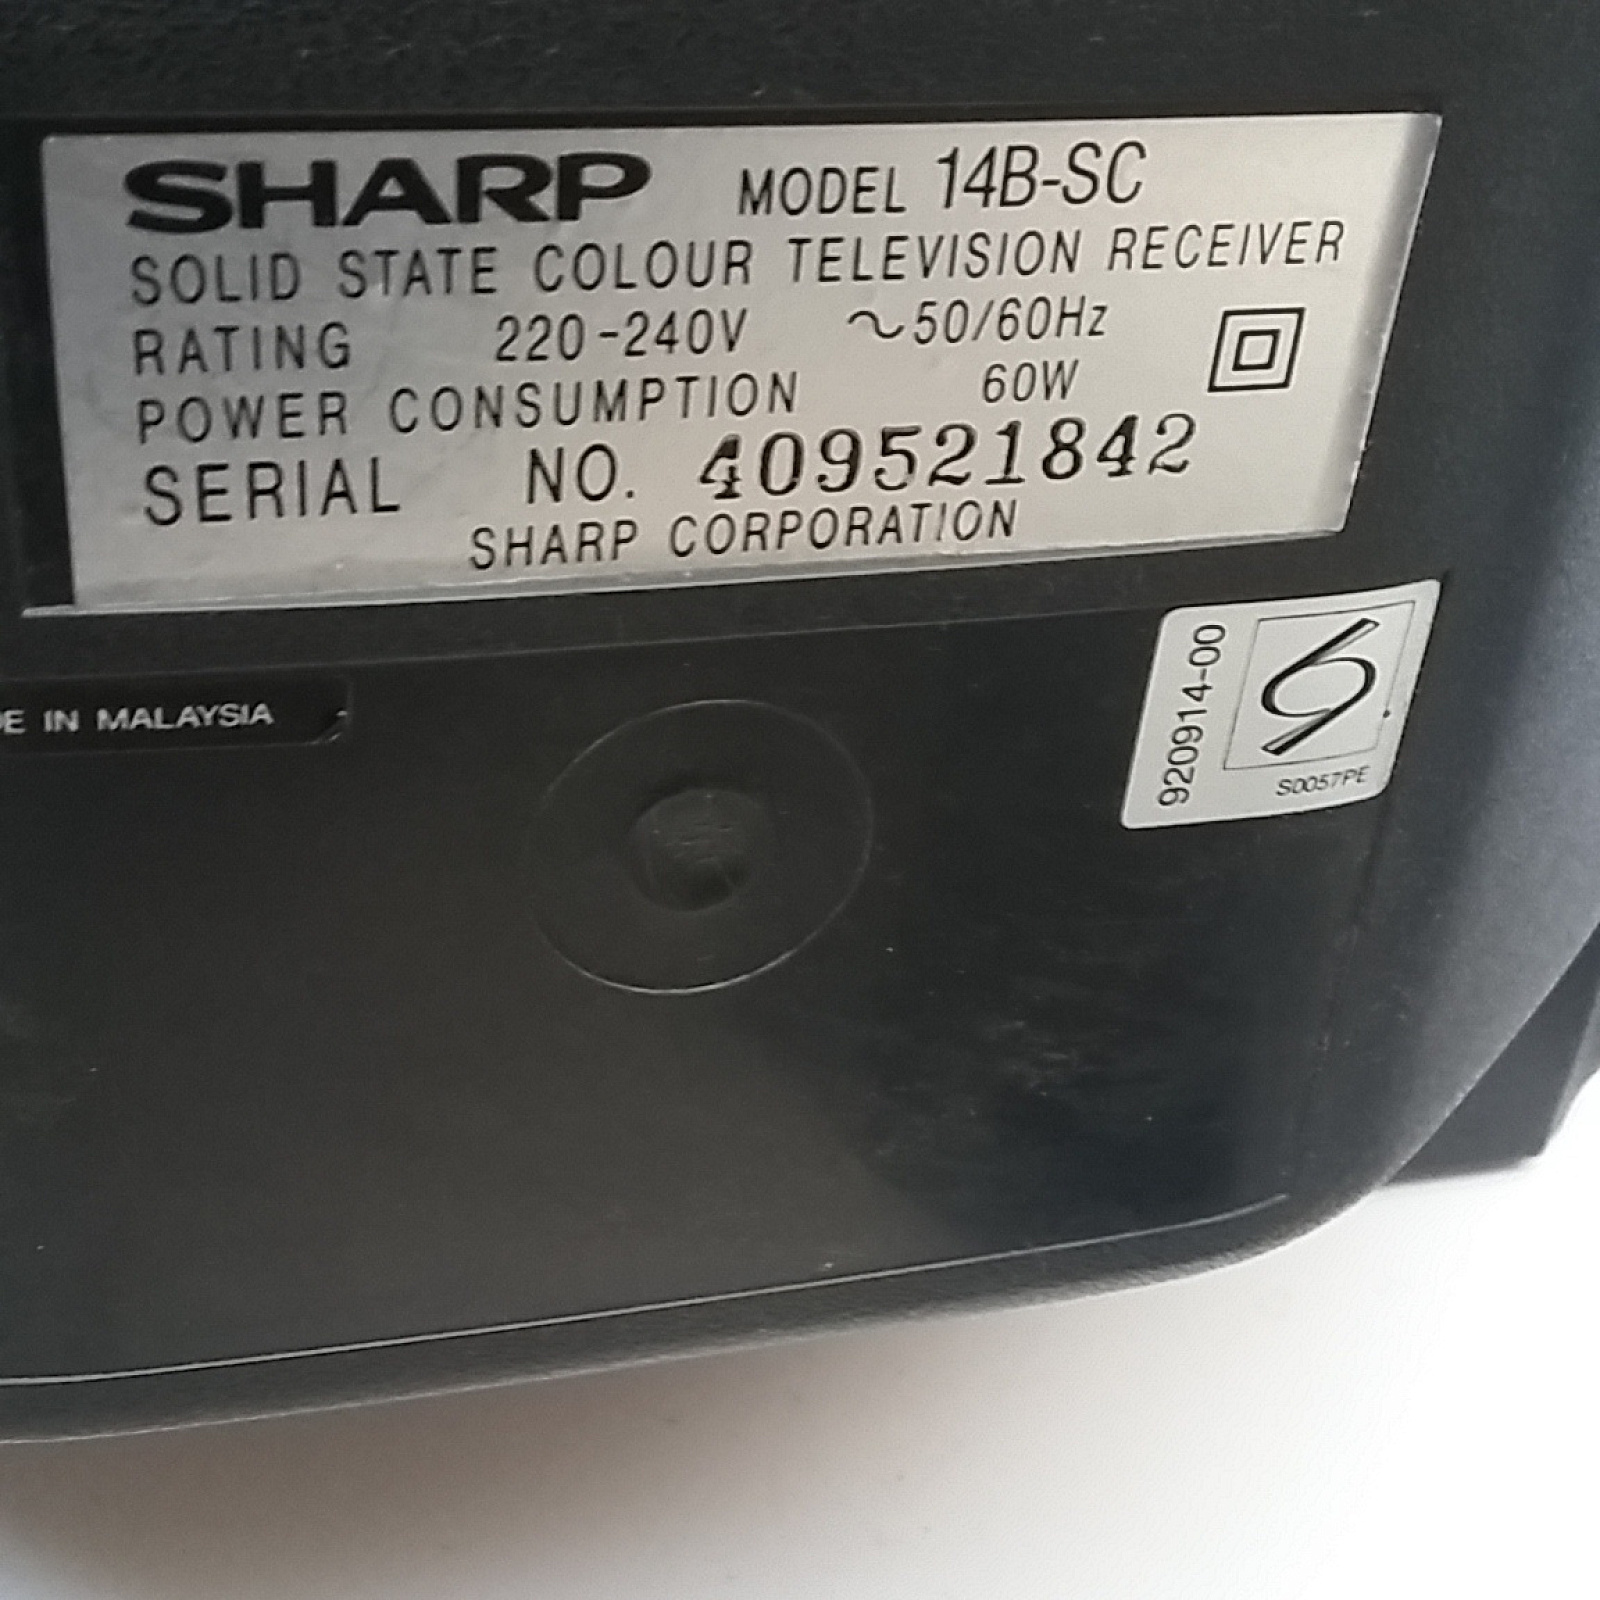 SHARP MODEL 14B-SC
SOLID STATE COLOUR TELEVISION RECEIVER
RATING 220-240V ~50/60Hz
POWER CONSUMPTION 60W
SERIAL NO. 409521842
SHARP CORPORATION
DE IN MALAYSIA
920914-00
S0057PE